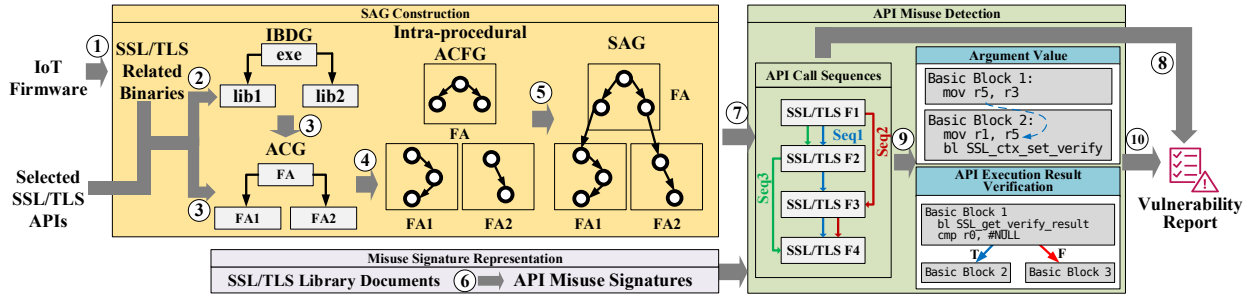 SAG Construction
①
IoT
Firmware
SSL/TLS
Related
Binaries
Selected
SSL/TLS
APIs
②
③
IBDG
exe
lib1
lib2
③
ACG
FA
FA1
FA2
④
Intra-procedural
ACFG
FA
FA1
FA2
⑤
SAG
FA
FA1
FA2
Misuse Signature Representation
SSL/TLS Library Documents
⑥
API Misuse Signatures
⑦
API Misuse Detection
API Call Sequences
SSL/TLS F1
Seq1
Seq2
SSL/TLS F2
Seq3
SSL/TLS F3
SSL/TLS F4
⑨
Argument Value
Basic Block 1:
mov r5, r3
Basic Block 2:
mov r1, r5
bl SSL_ctx_set_verify
API Execution Result
Verification
Basic Block 1
bl SSL_get_verify_result
cmp r0, #NULL
T
F
Basic Block 2
Basic Block 3
⑧
⑩
Vulnerability
Report